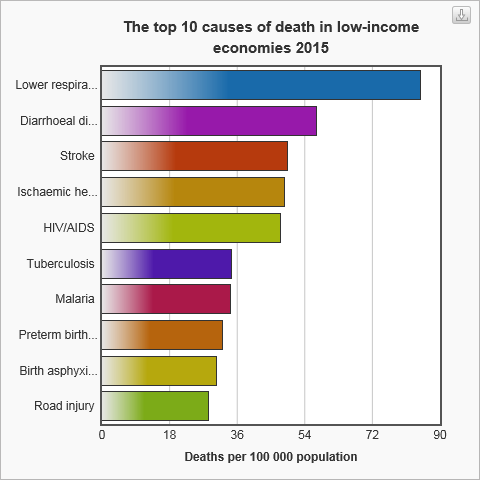 The top 10 causes of death in low-income
economies 2015
Lower respira...
Diarrhoeal di...
Stroke
Ischaemic he...
HIV/AIDS
Tuberculosis
Malaria
Preterm birth...
Birth asphyxi...
Road injury
0 18 36 54 72 90
Deaths per 100 000 population